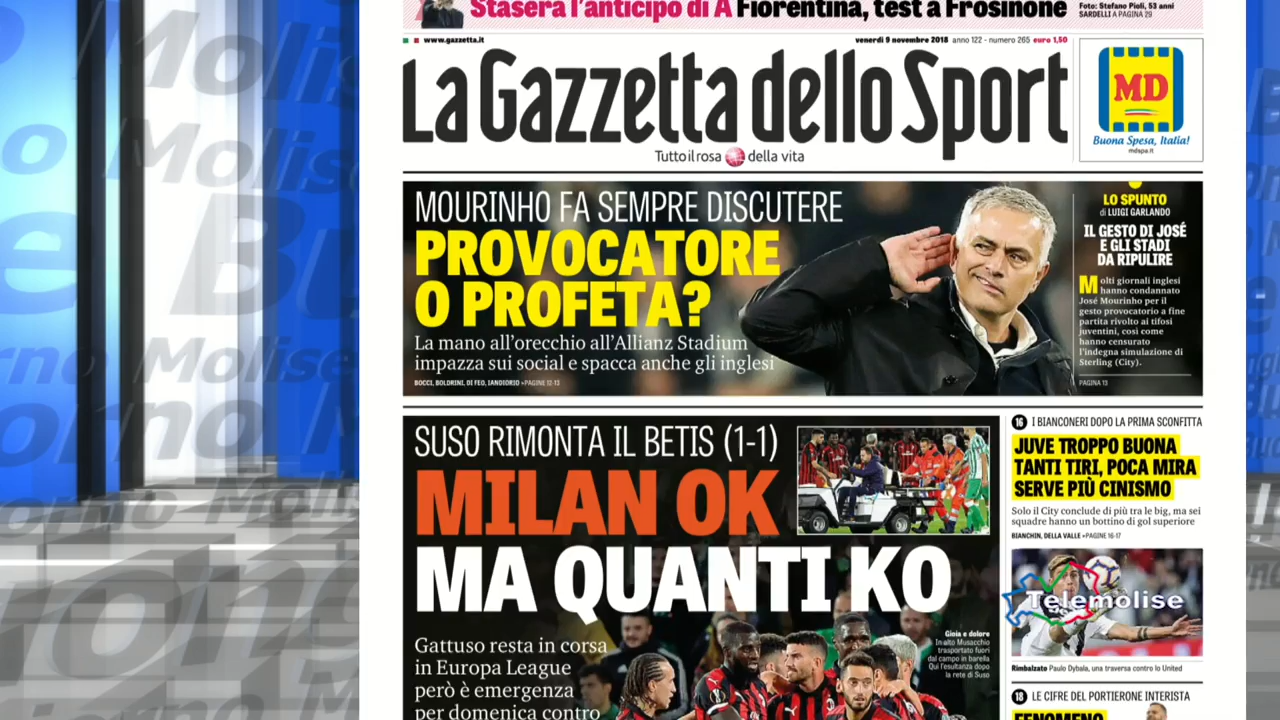 Stasera l'anticipo di A Fiorentina, test a Frosinone
Foto: Stefano Pioli, 53 anni
SARDELLI A PAGINA 29
www.gazzetta.it
venerdì 9 novembre 2018 anno 122 - numero 265 euro 1,50
La Gazzetta dello Sport
Tutto il rosa della vita
MD
Buona Spesa, Italia!
mdspa.it
MOURINHO FA SEMPRE DISCUTERE
PROVOCATORE
O PROFETA?
La mano all'orecchio all'Allianz Stadium
impazza sui social e spacca anche gli inglesi
BOCCI, BOLDRINI, DI FEO, IANDIORIO >PAGINE 12-13
LO SPUNTO
di LUIGI GARLANDO
IL GESTO DI JOSÉ
E GLI STADI
DA RIPULIRE
Molti giornali inglesi
hanno condannato
José Mourinho per il
gesto provocatorio a fine
partita rivolto ai tifosi
juventini, così come
hanno censurato
l'indegna simulazione di
Sterling (City).
PAGINA 13
SUSO RIMONTA IL BETIS (1-1)
MILAN OK
MA QUANTI KO
Gattuso resta in corsa
in Europa League
però è emergenza
per domenica contro
Gioia e dolore
In alto Musacchio
trasportato fuori
dal campo in barella
Qui l'esultanza dopo
la rete di Suso
16 I BIANCONERI DOPO LA PRIMA SCONFITTA
JUVE TROPPO BUONA
TANTI TIRI, POCA MIRA
SERVE PIÙ CINISMO
Solo il City conclude di più tra le big, ma sei
squadre hanno un bottino di gol superiore
BIANCHIN, DELLA VALLE >PAGINE 16-17
Telemolise
Rimbalzato Paulo Dybala, una traversa contro lo United
18 LE CIFRE DEL PORTIERONE INTERISTA
FENOMENO